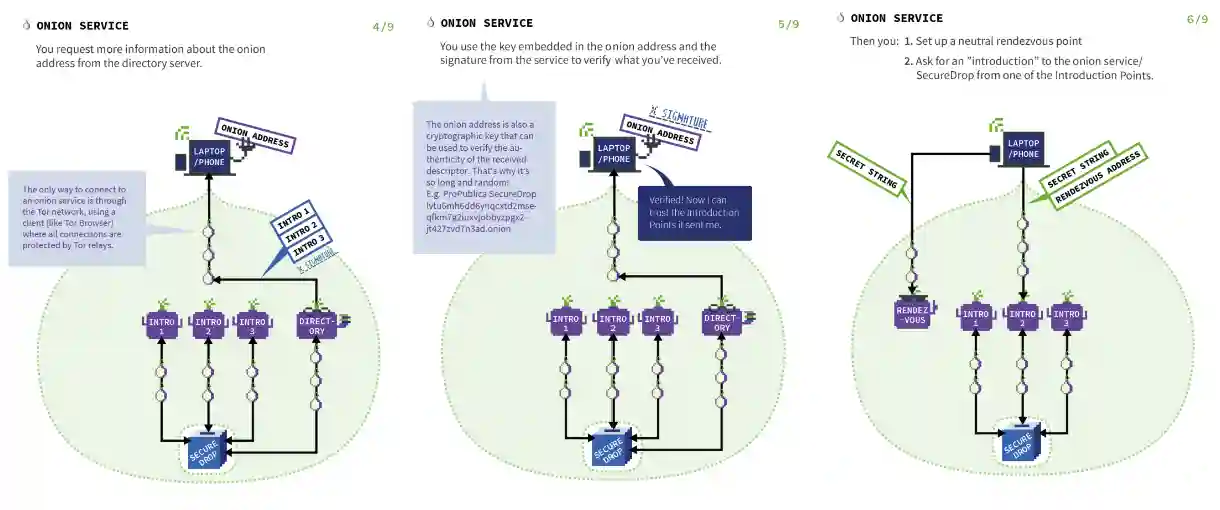 ONION SERVICE
4/9
You request more information about the onion
address from the directory server.
ONION ADDRESS
LAPTOP
/PHONE
The only way to connect to
an onion service is through
the Tor network, using a
client (like Tor Browser)
where all connections are
protected by Tor relays.
INTRO 1
INTRO 2
INTRO 3
SIGNATURE
INTRO
1
INTRO
2
INTRO
3
DIRECT-
ORY
SECURE
DROP
ONION SERVICE
5/9
You use the key embedded in the onion address and the
signature from the service to verify what you've received.
The onion address is also a
cryptographic key that can
be used to verify the au-
thenticity of the received
descriptor. That's why it's
so long and random!
E.g. ProPublica SecureDrop
SIGNATURE
ONION ADDRESS
LAPTOP
/PHONE
Verified! Now I can
trust the Introduction
Points it sent me.
INTRO
1
INTRO
2
INTRO
3
DIRECT-
ORY
SECURE
DROP
ONION SERVICE
6/9
Then you: 1. Set up a neutral rendezvous point
2. Ask for an "introduction" to the onion service/
SecureDrop from one of the Introduction Points.
SECRET STRING
LAPTOP
/PHONE
SECRET STRING
RENDEZVOUS ADDRESS
RENDEZ
-VOUS
INTRO
1
INTRO
2
INTRO
3
SECURE
DROP